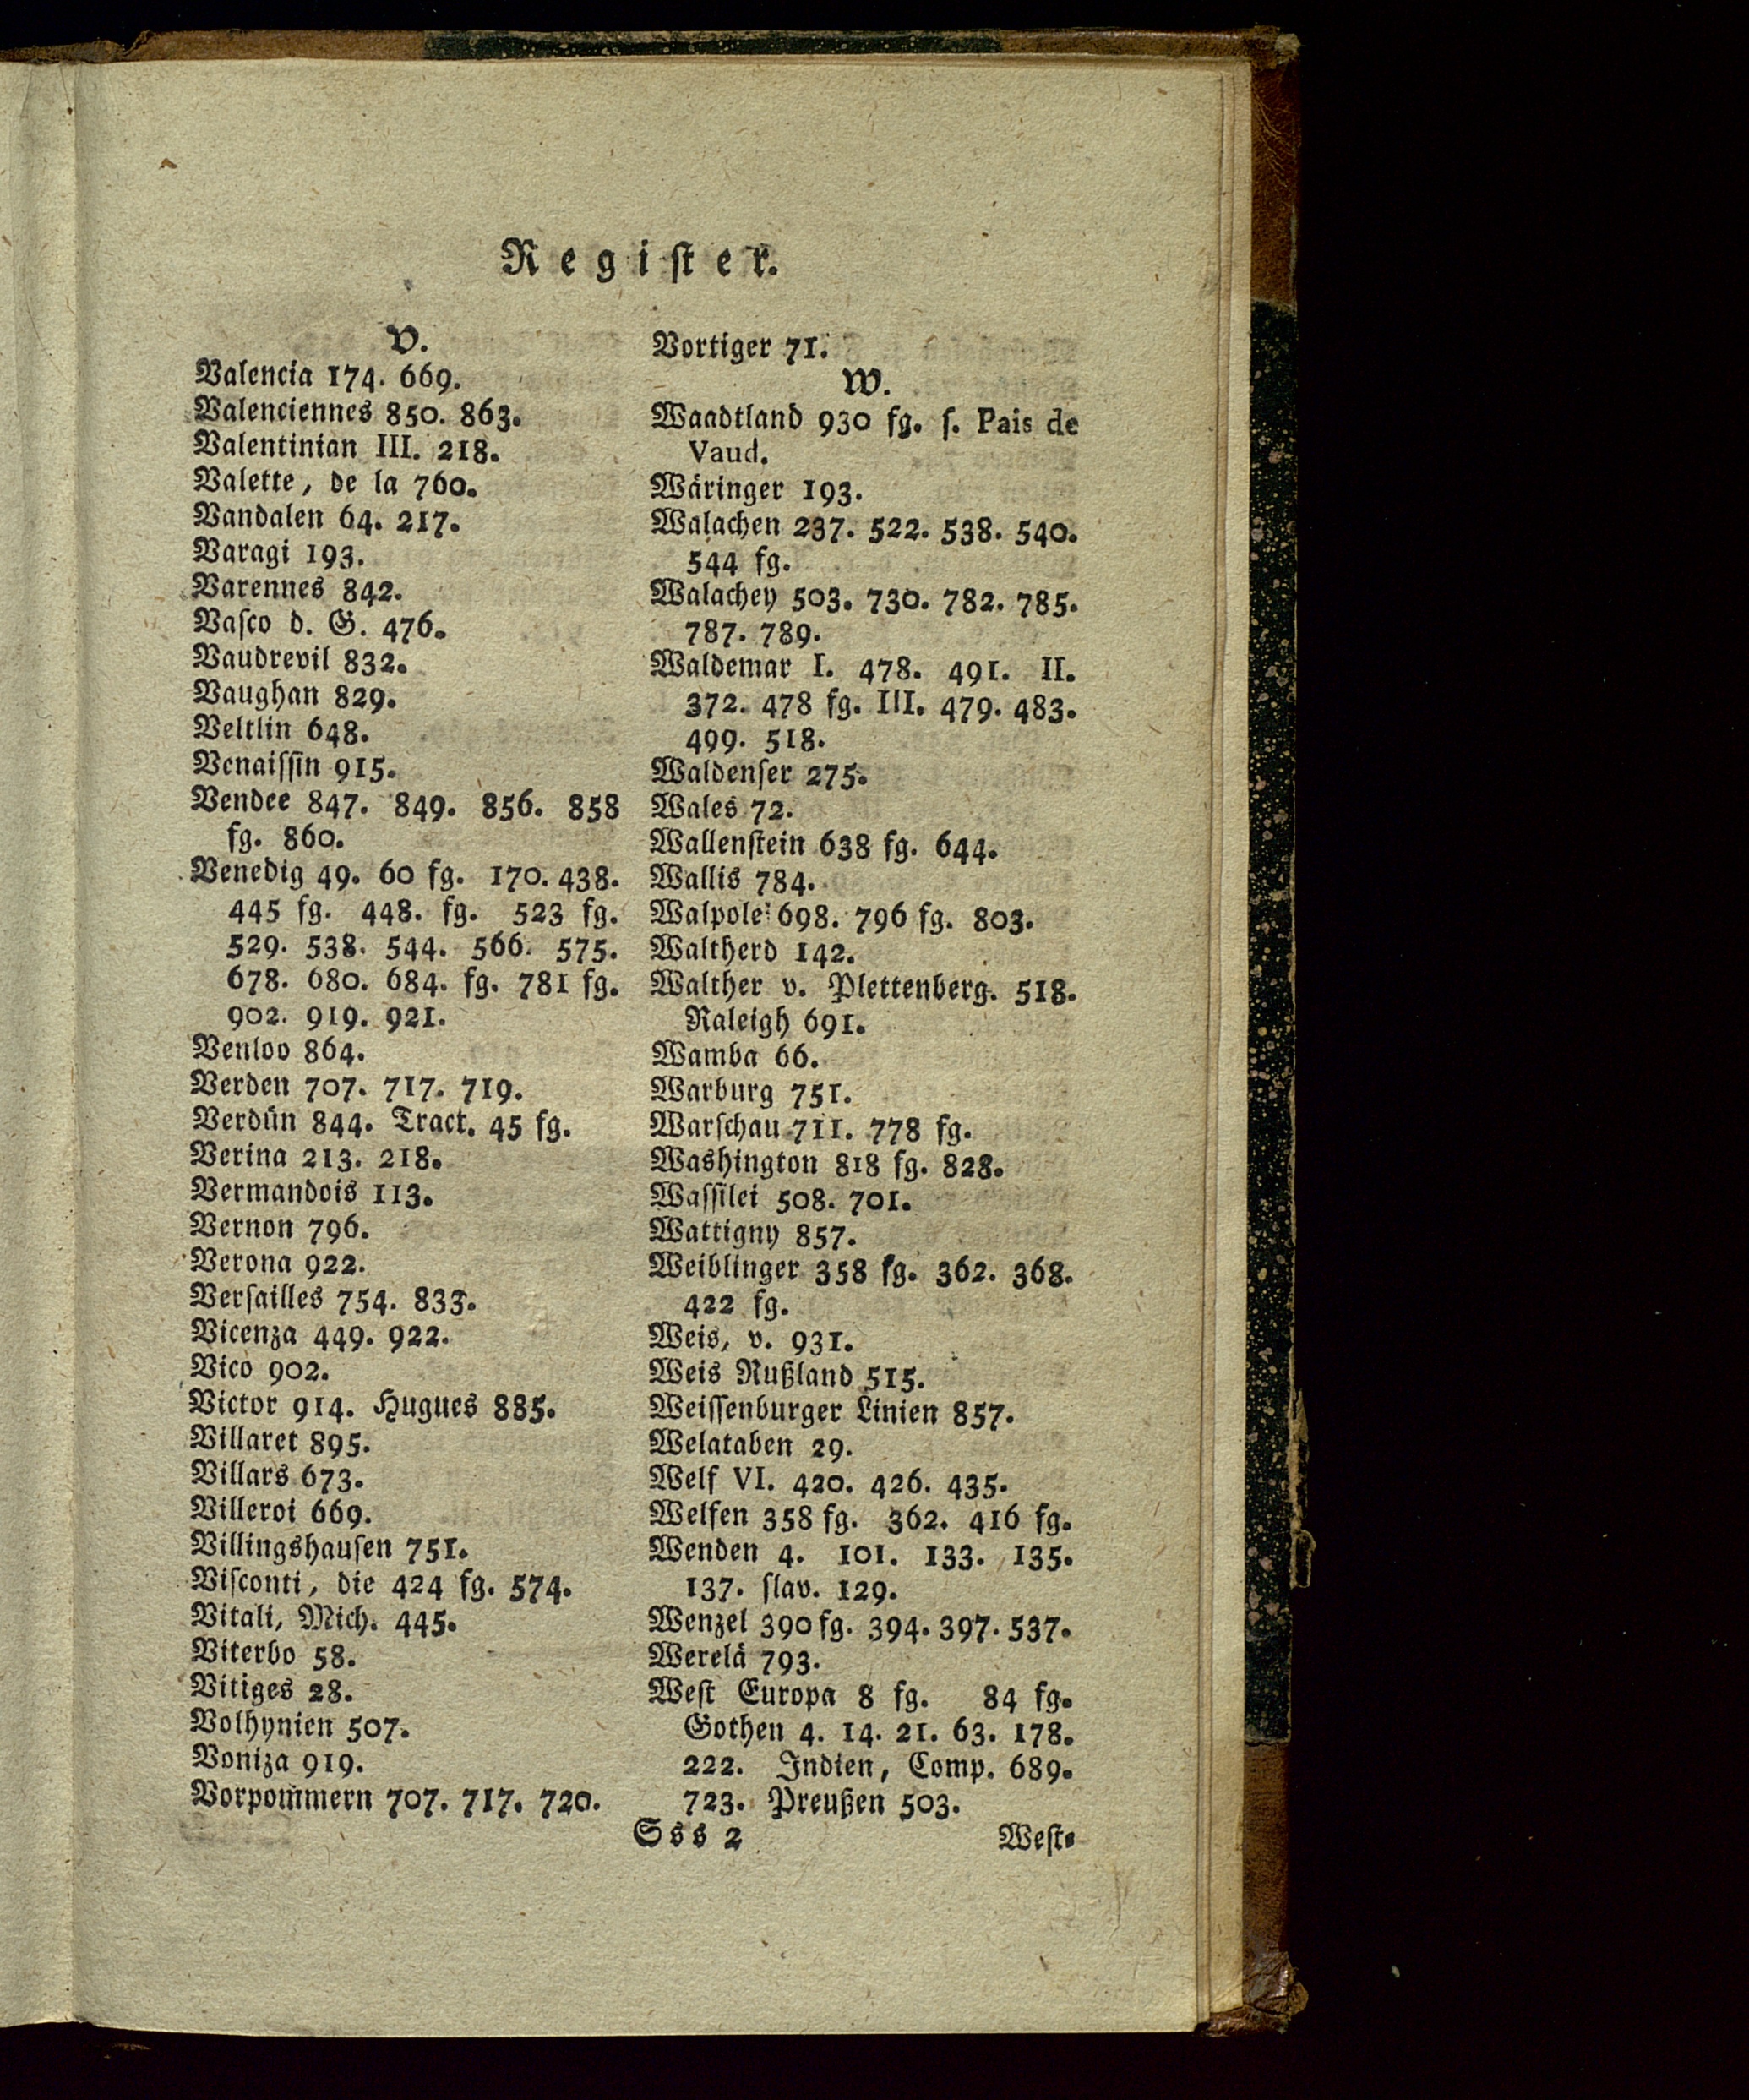 Register.
V.
Valencia 174. 669.
Valenciennes 850. 863.
Valentinian III. 218.
Valette, de la 760.
Vandalen 64. 217.
Varagi 193.
Varennes 842.
Vaſco d. G. 476.
Vaudrevil 832.
Vaughan 829.
Veltlin 648.
Venaiſſin 915.
Vendee 847. 849. 856. 858
fg. 860.
Venedig 49. 60 fg. 170. 438.
445 fg. 448. fg. 523 fg.
529. 538. 544. 566. 575.
678. 680. 684. fg. 781 fg.
902. 919. 921.
Venloo 864.
Verden 707. 717. 719.
Verdün 844. Tract. 45 fg.
Verina 213. 218.
Vermandois 113.
Vernon 796.
Verona 922.
Verſailles 754. 833.
Vicenza 449. 922.
Vico 902.
Victor 914. Hugues 885.
Villaret 895.
Villars 673.
Villeroi 669.
Villingshauſen 751.
Viſconti, die 424 fg. 574.
Vitali, Mich. 445.
Viterbo 58.
Vitiges 28.
Volhynien 507.
Voniza 919.
Vorpommern 707. 717. 720.
Vortiger 71.
W.
Waadtland 930 fg. ſ. Pais de
Vaud.
Wäringer 193.
Walachen 237. 522. 538. 540.
544 fg.
Walachey 503. 730. 782. 785.
787. 789.
Waldemar I. 478. 491. II.
372. 478 fg. III. 479. 483.
499. 518.
Waldenſer 275.
Wales 72.
Wallenſtein 638 fg. 644.
Wallis 784.
Walpole 698. 796 fg. 803.
Waltherd 142.
Walther v. Plettenberg. 518.
Raleigh 691.
Wamba 66.
Warburg 751.
Warſchau 711. 778 fg.
Washington 818 fg. 828.
Waſſilei 508. 701.
Wattigny 857.
Weiblinger 358 fg. 362. 368.
422 fg.
Weis, v. 931.
Weis Rußland 515.
Weiſſenburger Linien 857.
Welataben 29.
Welf VI. 420. 426. 435.
Welfen 358 fg. 362. 416 fg.
Wenden 4. 101. 133. 135.
137. ſlav. 129.
Wenzel 390 fg. 394. 397. 537.
Werelä 793.
Weſt Europa 8 fg. 84 fg.
Gothen 4. 14. 21. 63. 178.
222. Indien, Comp. 689.
723. Preußen 503.
Sss 2 Weſt⸗